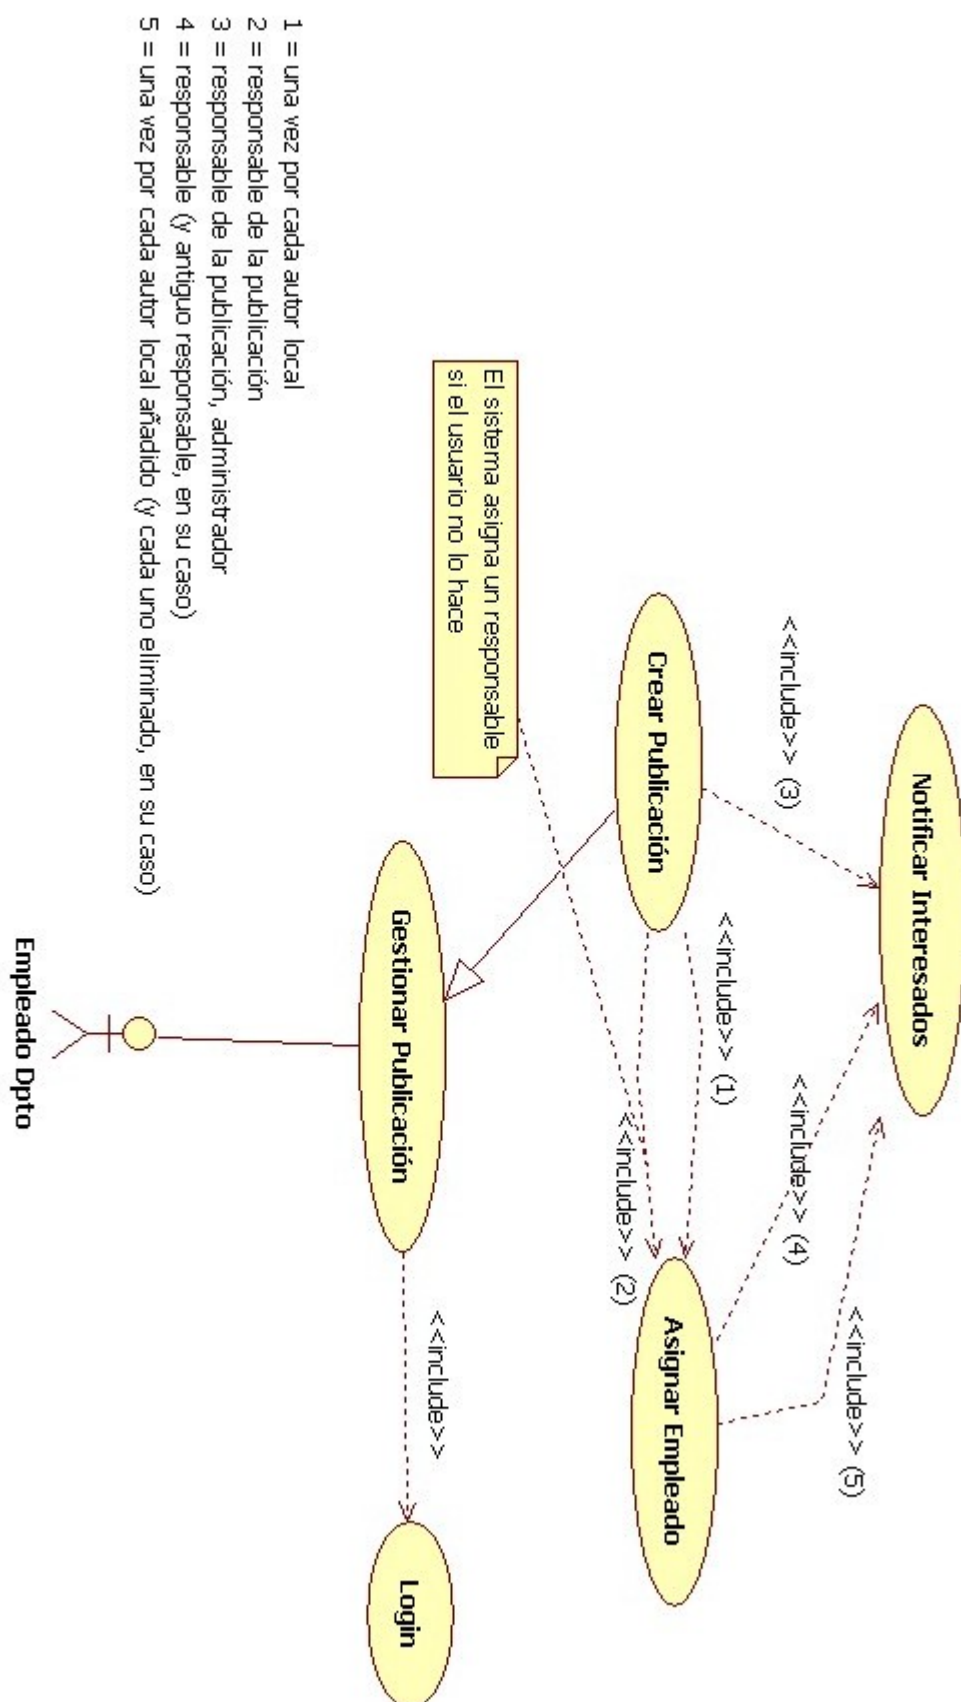 Notificar Interesados
<<include>> (3)
<<include>> (4)
<<include>> (5)
<<include>> (1)
Crear Publicación
Asignar Empleado
<<include>> (2)
El sistema asigna un responsable
si el usuario no lo hace
Gestionar Publicación
<<include>>
Login
Empleado Dpto
1 = una vez por cada autor local
2 = responsable de la publicación
3 = responsable de la publicación, administrador
4 = responsable (y antiguo responsable, en su caso)
5 = una vez por cada autor local añadido (y cada uno eliminado, en su caso)